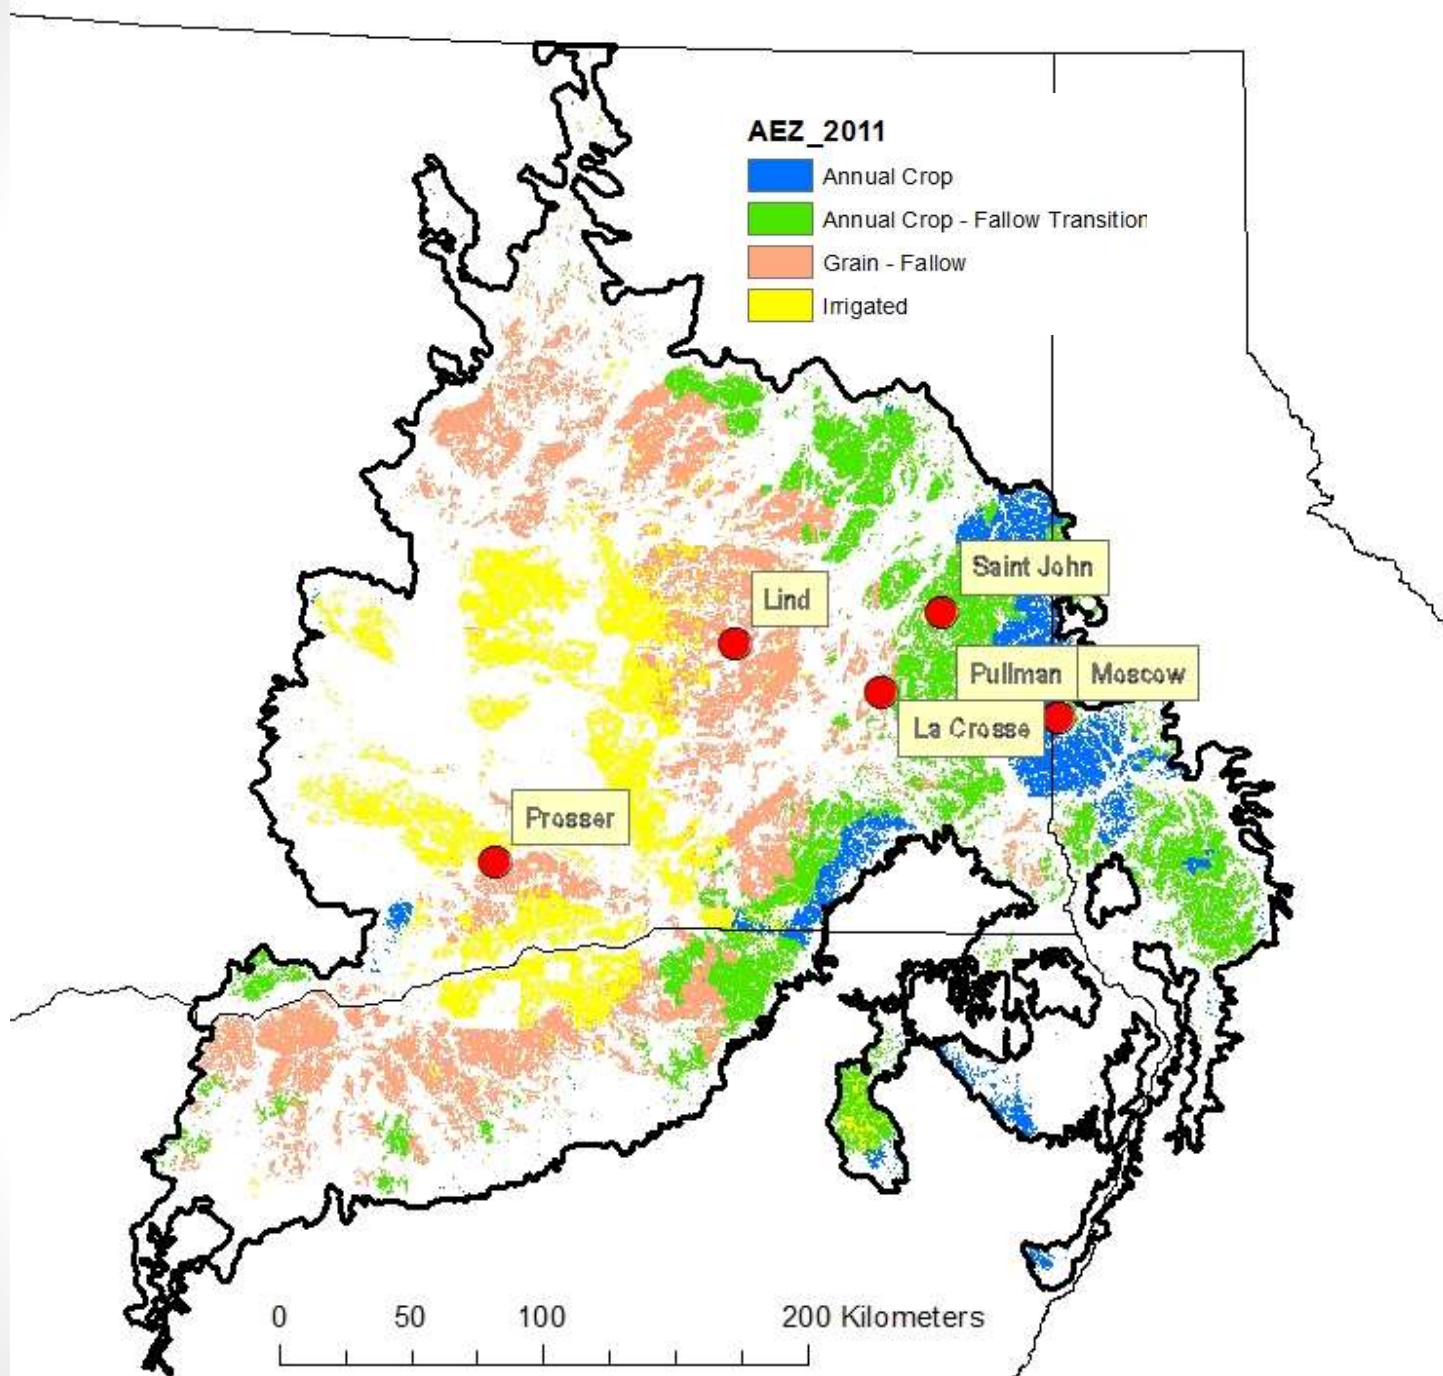 AEZ_2011
Annual Crop
Annual Crop - Fallow Transition
Grain - Fallow
Irrigated
Saint John
Lind
Pullman
Moscow
La Crosse
Prosser
0 50 100 200 Kilometers